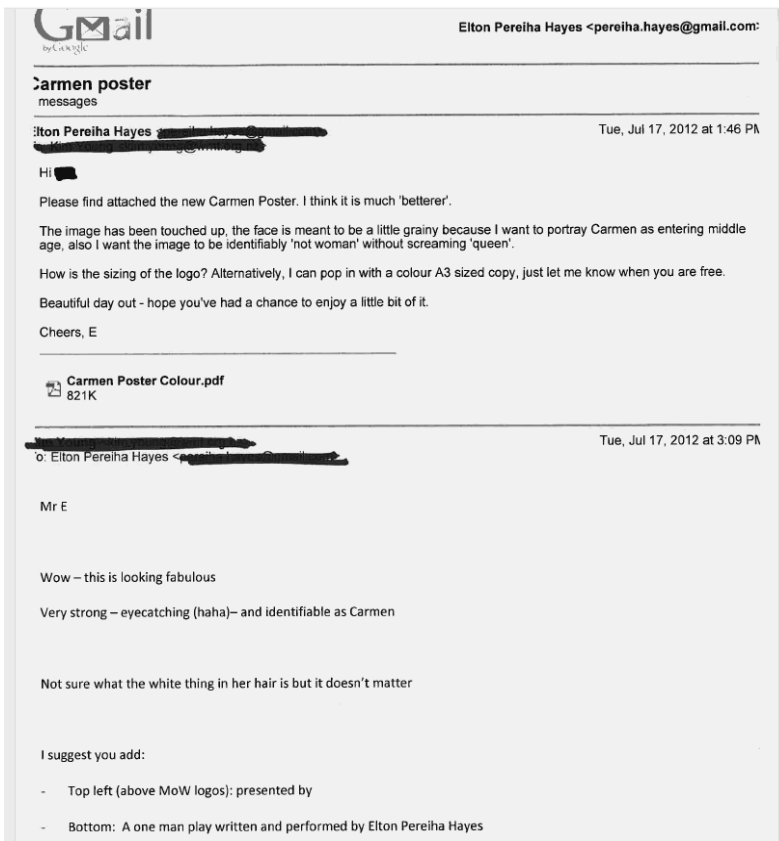 Gmail
by Google
Elton Pereiha Hayes <pereiha.hayes@gmail.com
Carmen poster
messages
Elton Pereiha Hayes
Tue, Jul 17, 2012 at 1:46 PM
Hi
Please find attached the new Carmen Poster. I think it is much 'betterer'.
The image has been touched up, the face is meant to be a little grainy because I want to portray Carmen as entering middle
age, also I want the image to be identifiably 'not woman' without screaming 'queen'.
How is the sizing of the logo? Alternatively, I can pop in with a colour A3 sized copy, just let me know when you are free.
Beautiful day out - hope you've had a chance to enjoy a little bit of it.
Cheers, E
Carmen Poster Colour.pdf
821K
Tue, Jul 17, 2012 at 3:09 PM
To: Elton Pereiha Hayes <
Mr E
Wow – this is looking fabulous
Very strong – eyecatching (haha)– and identifiable as Carmen
Not sure what the white thing in her hair is but it doesn't matter
I suggest you add:
- Top left (above MoW logos): presented by
- Bottom: A one man play written and performed by Elton Pereiha Hayes